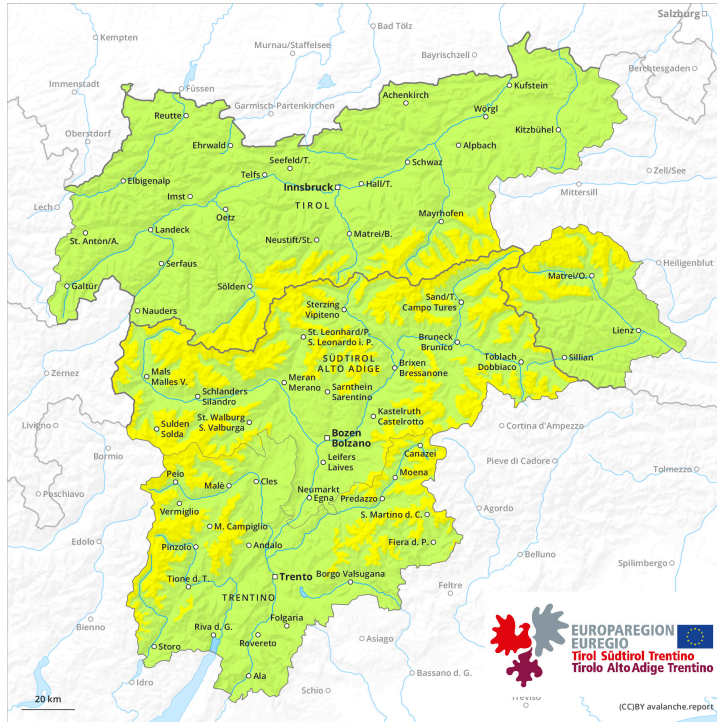 Salzburg
Kempten
Bad Tölz
Murnau/Staffelsee
Bayrischzell
Berchtesgaden
Immenstadt
Füssen
Garmisch-Partenkirchen
Achenkirch
Kufstein
Reutte
Wörgl
Oberstdorf
Ehrwald
Kitzbühel
Alpbach
Seefeld/T.
Schwaz
Zell/See
Elbigenalp
Telfs
Innsbruck
Hall/T.
Imst
Mittersill
Lech
TIROL
Oetz
Mayrhofen
St. Anton/A.
Landeck
Neustift/St.
Matrei/B.
Serfaus
Heiligenblut
Matrei/O.
Galtür
Sölden
Sterzing
Vipiteno
Sand/T.
Campo Tures
Nauders
Lienz
St. Leonhard/P.
S. Leonardo i. P.
Bruneck
Brunico
Toblach
Dobbiaco
Sillian
SÜDTIROL
ALTO ADIGE
Zernez
Mals
Malles V.
Meran
Merano
Brixen
Bressanone
Schlanders
Silandro
Sarnthein
Sarentino
Livigno
Sulden
Solda
St. Walburg
S. Valburga
Kastelruth
Castelrotto
Cortina d'Ampezzo
Bozen
Bolzano
Bormio
Canazei
Pieve di Cadore
Leifers
Laives
Moena
Tolmezzo
Peio
Malè
Cles
Poschiavo
Neumarkt
Egna
Predazzo
Agordo
Vermiglio
S. Martino d. C.
M. Campiglio
Edolo
Pinzolo
Andalo
Fiera d. P.
Belluno
Spilimbergo
Tione d. T.
Trento
Borgo Valsugana
Feltre
TRENTINO
Folgaria
Bienno
Riva d. G.
Rovereto
Asiago
Storo
Bassano d. G.
Idro
Ala
Schio
Treviso
EUROPAREGION
EUREGIO
Tirol Südtirol Trentino
Tirolo Alto Adige Trentino
20 km
(CC)BY avalanche.report